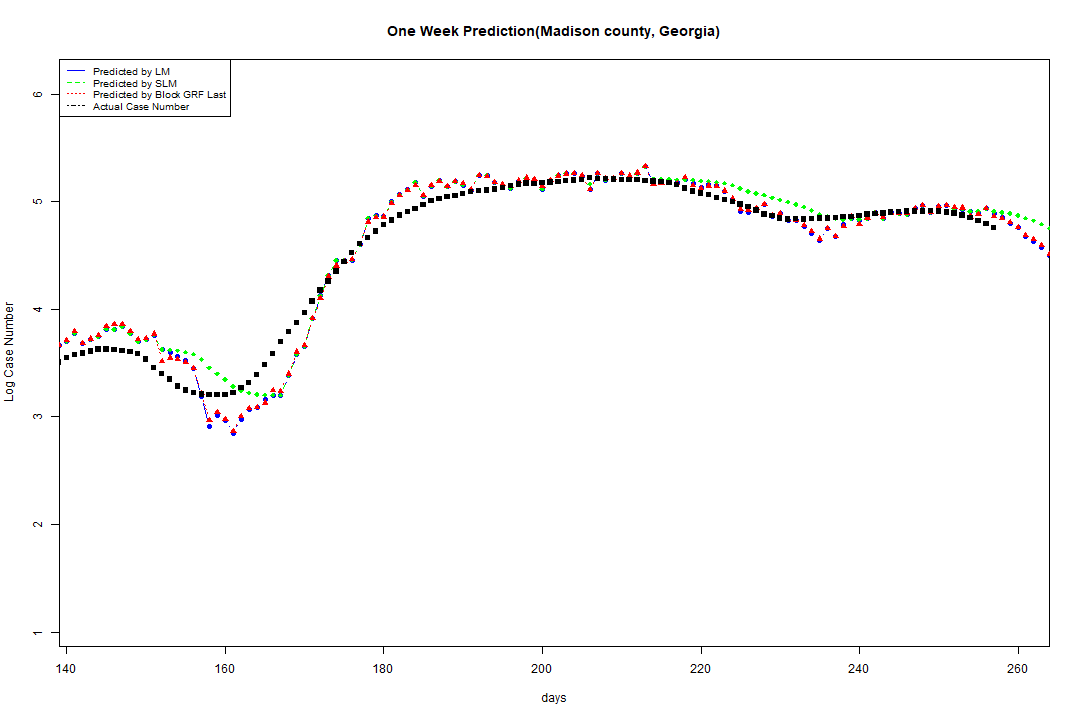 One Week Prediction(Madison county, Georgia)
Predicted by LM
Predicted by SLM
Predicted by Block GRF Last
Actual Case Number
6
5
4
3
2
1
Log Case Number
140 160 180 200 220 240 260
days